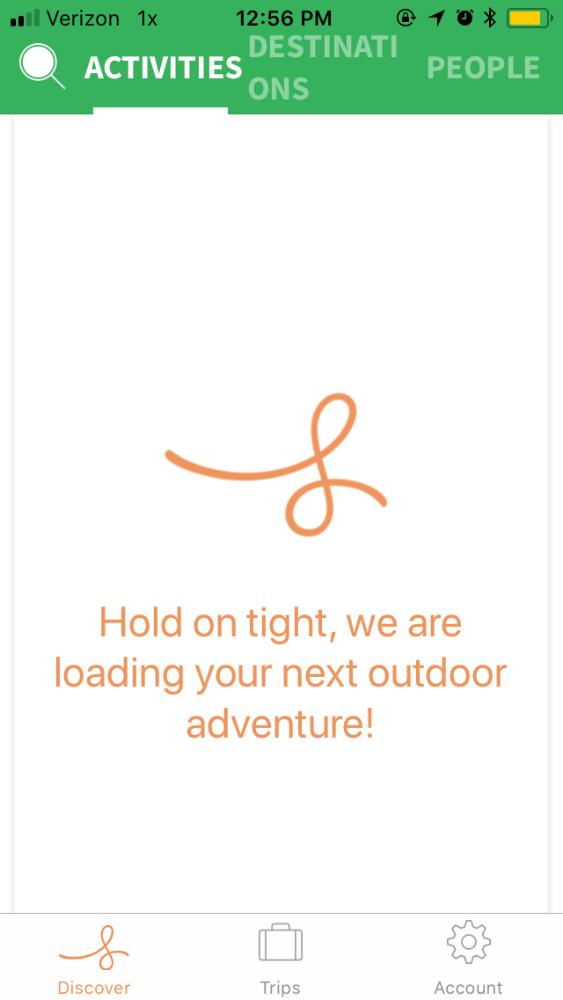 Verizon 1x 12:56 PM
ACTIVITIES
DESTINATI
ONS
PEOPLE
Hold on tight, we are
loading your next outdoor
adventure!
Discover
Trips
Account